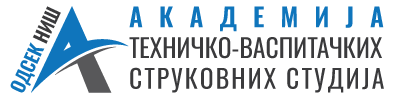 ОДСЕК НИШ
АКАДЕМИЈА
ТЕХНИЧКО-ВАСПИТАЧКИХ
СТРУКОВНИХ СТУДИЈА